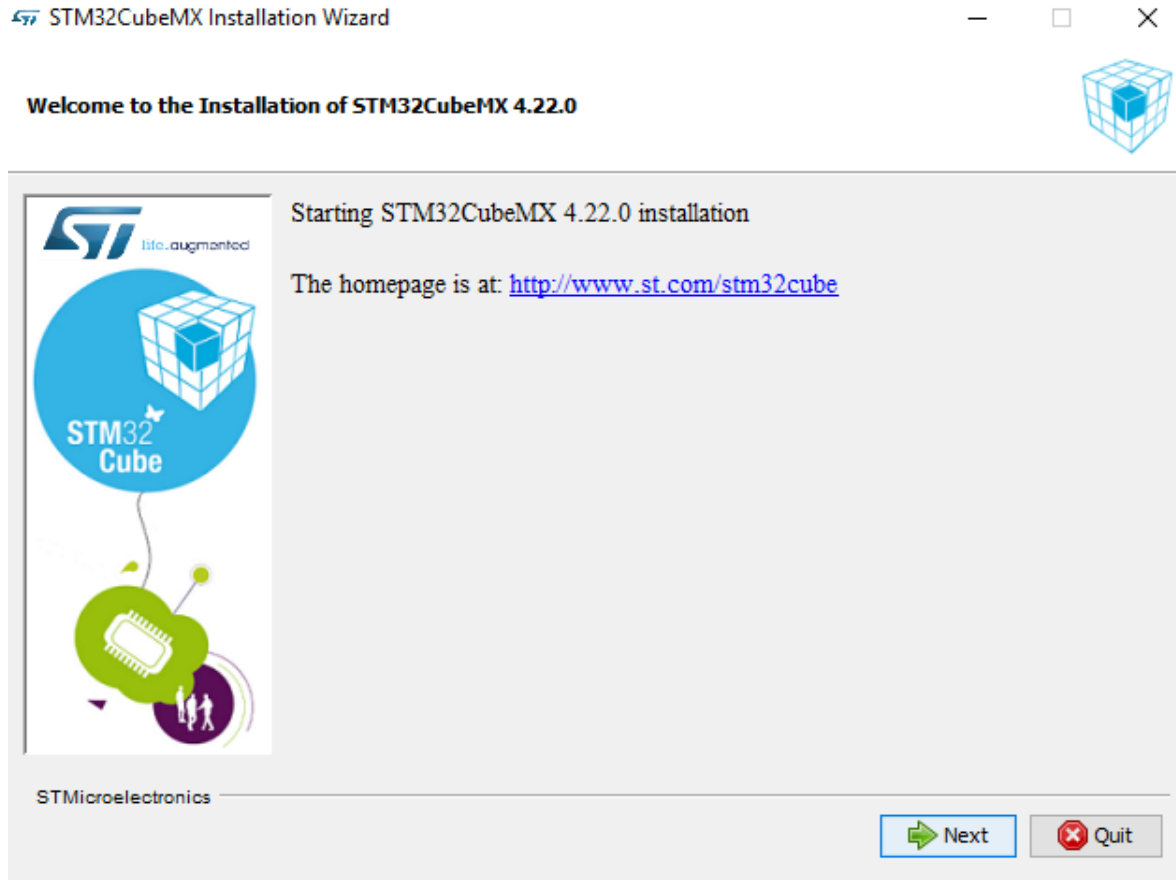 STM32CubeMX Installation Wizard
Welcome to the Installation of STM32CubeMX 4.22.0
Starting STM32CubeMX 4.22.0 installation
The homepage is at: http://www.st.com/stm32cube
ST life.augmented
STM32
Cube
STMicroelectronics
Next Quit